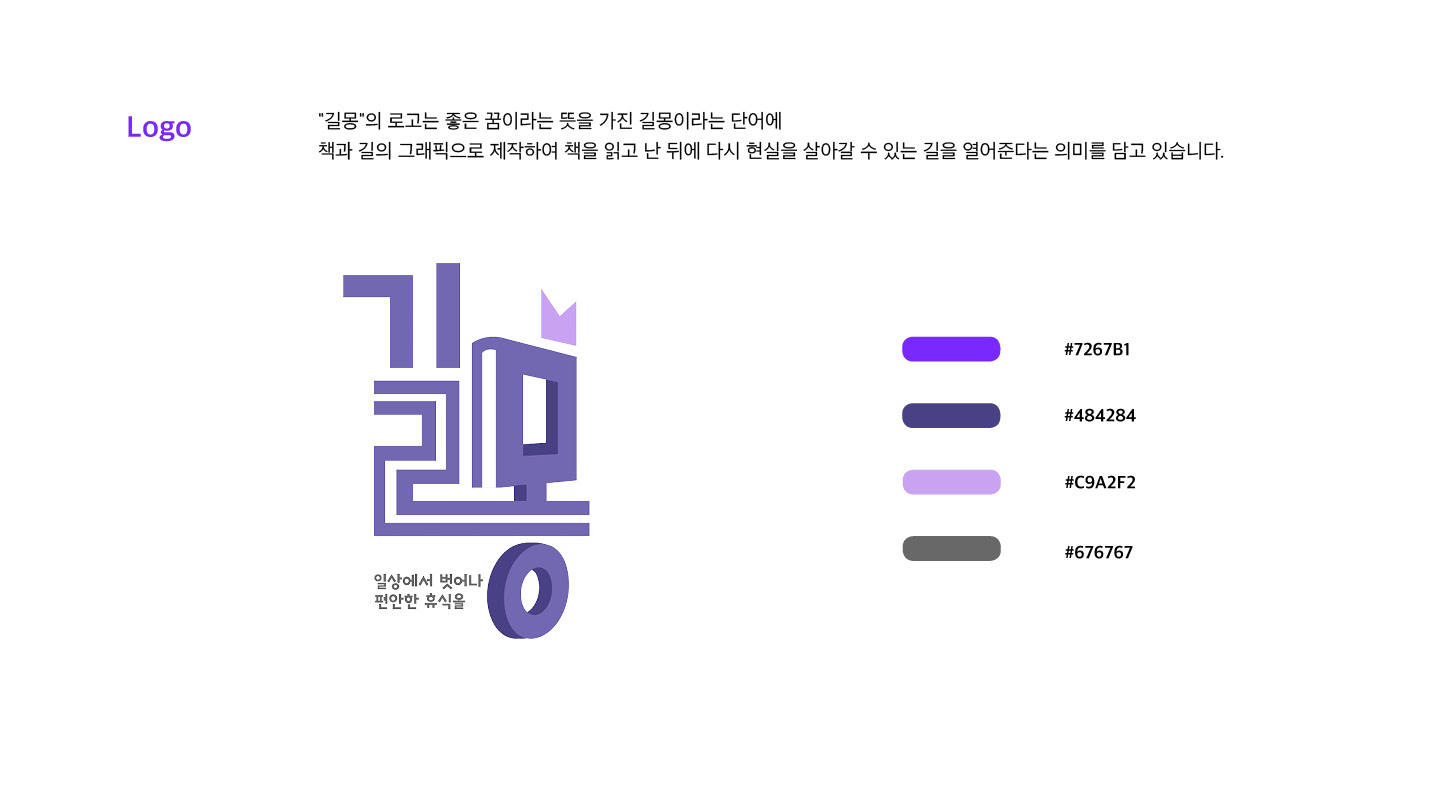 Logo
"길몽"의 로고는 좋은 꿈이라는 뜻을 가진 길몽이라는 단어에
책과 길의 그래픽으로 제작하여 책을 읽고 난 뒤에 다시 현실을 살아갈 수 있는 길을 열어준다는 의미를 담고 있습니다.
길몽
일상에서 벗어나
편안한 휴식을
#7267B1
#484284
#C9A2F2
#676767